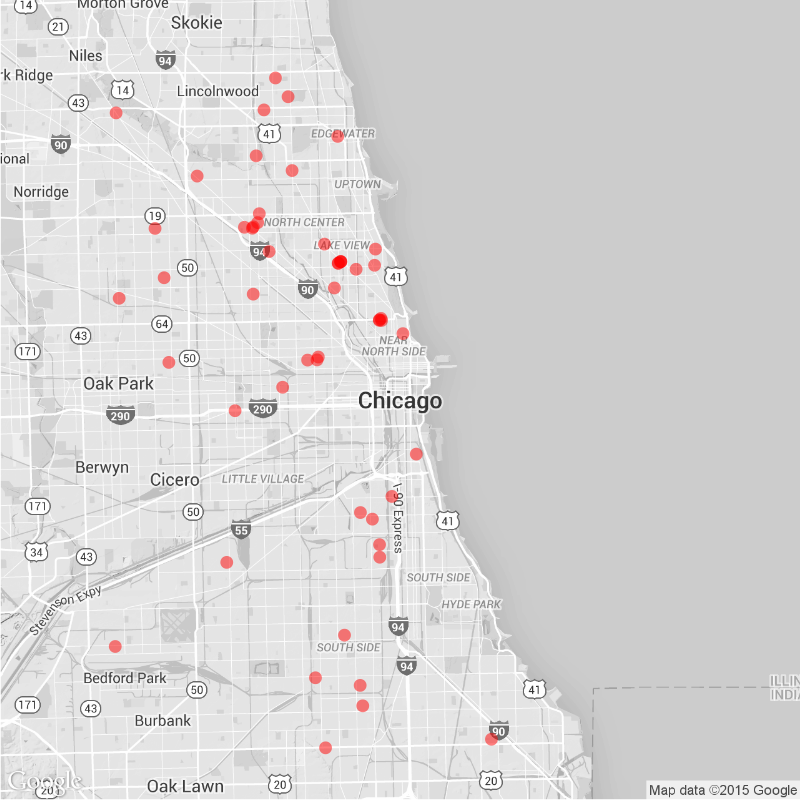 Morton Grove
14
Skokie
21
Niles
94
rk Ridge
14
Lincolnwood
43
41
EDGEWATER
90
ional
Norridge
UPTOWN
19
NORTH CENTER
LAKE VIEW
94
50
41
90
64
43
NEAR
NORTH SIDE
171
50
Oak Park
290
290
Chicago
Berwyn
Cicero
LITTLE VILLAGE
171
50
I-90 Express
41
55
34
43
SOUTH SIDE
Stevenson Expy
HYDE PARK
94
SOUTH SIDE
94
Bedford Park
50
41
ILLIN
INDIA
171
43
Burbank
90
Google
20
Oak Lawn
20
20
Map data ©2015 Google